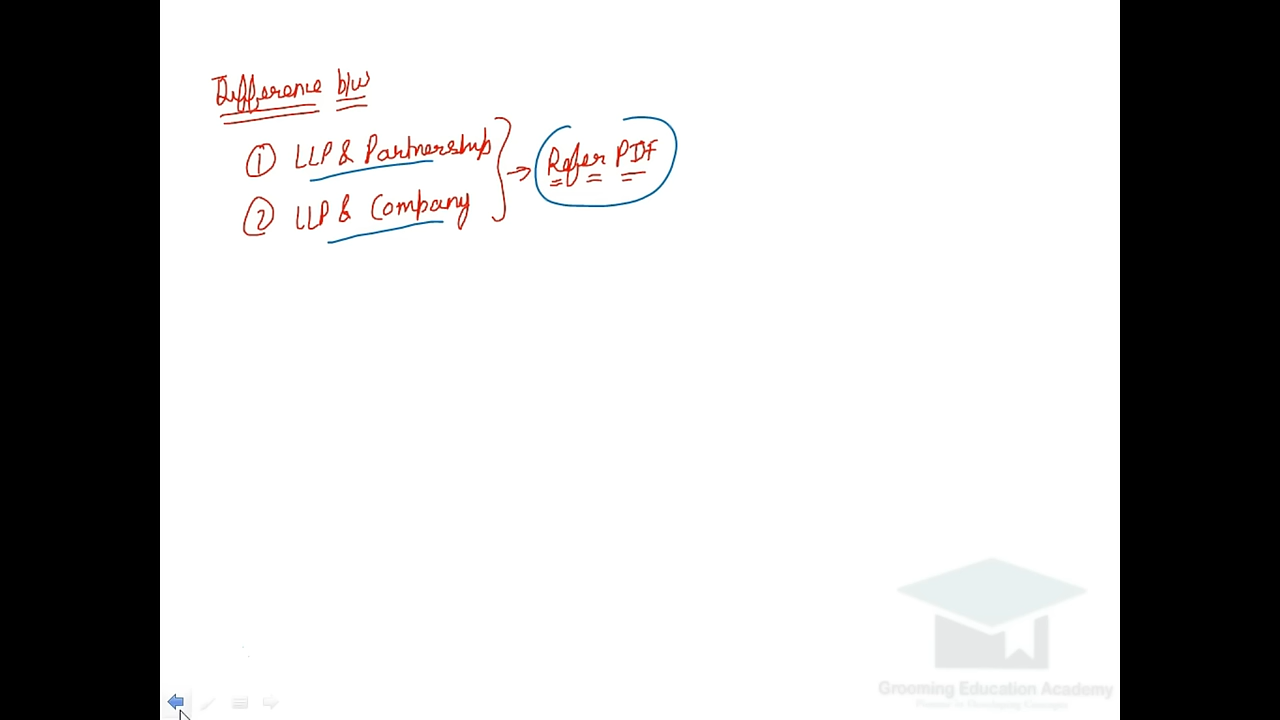 Difference b/w
① LLP & Partnership
② LLP & Company
→ Refer PDF
Grooming Education Academy